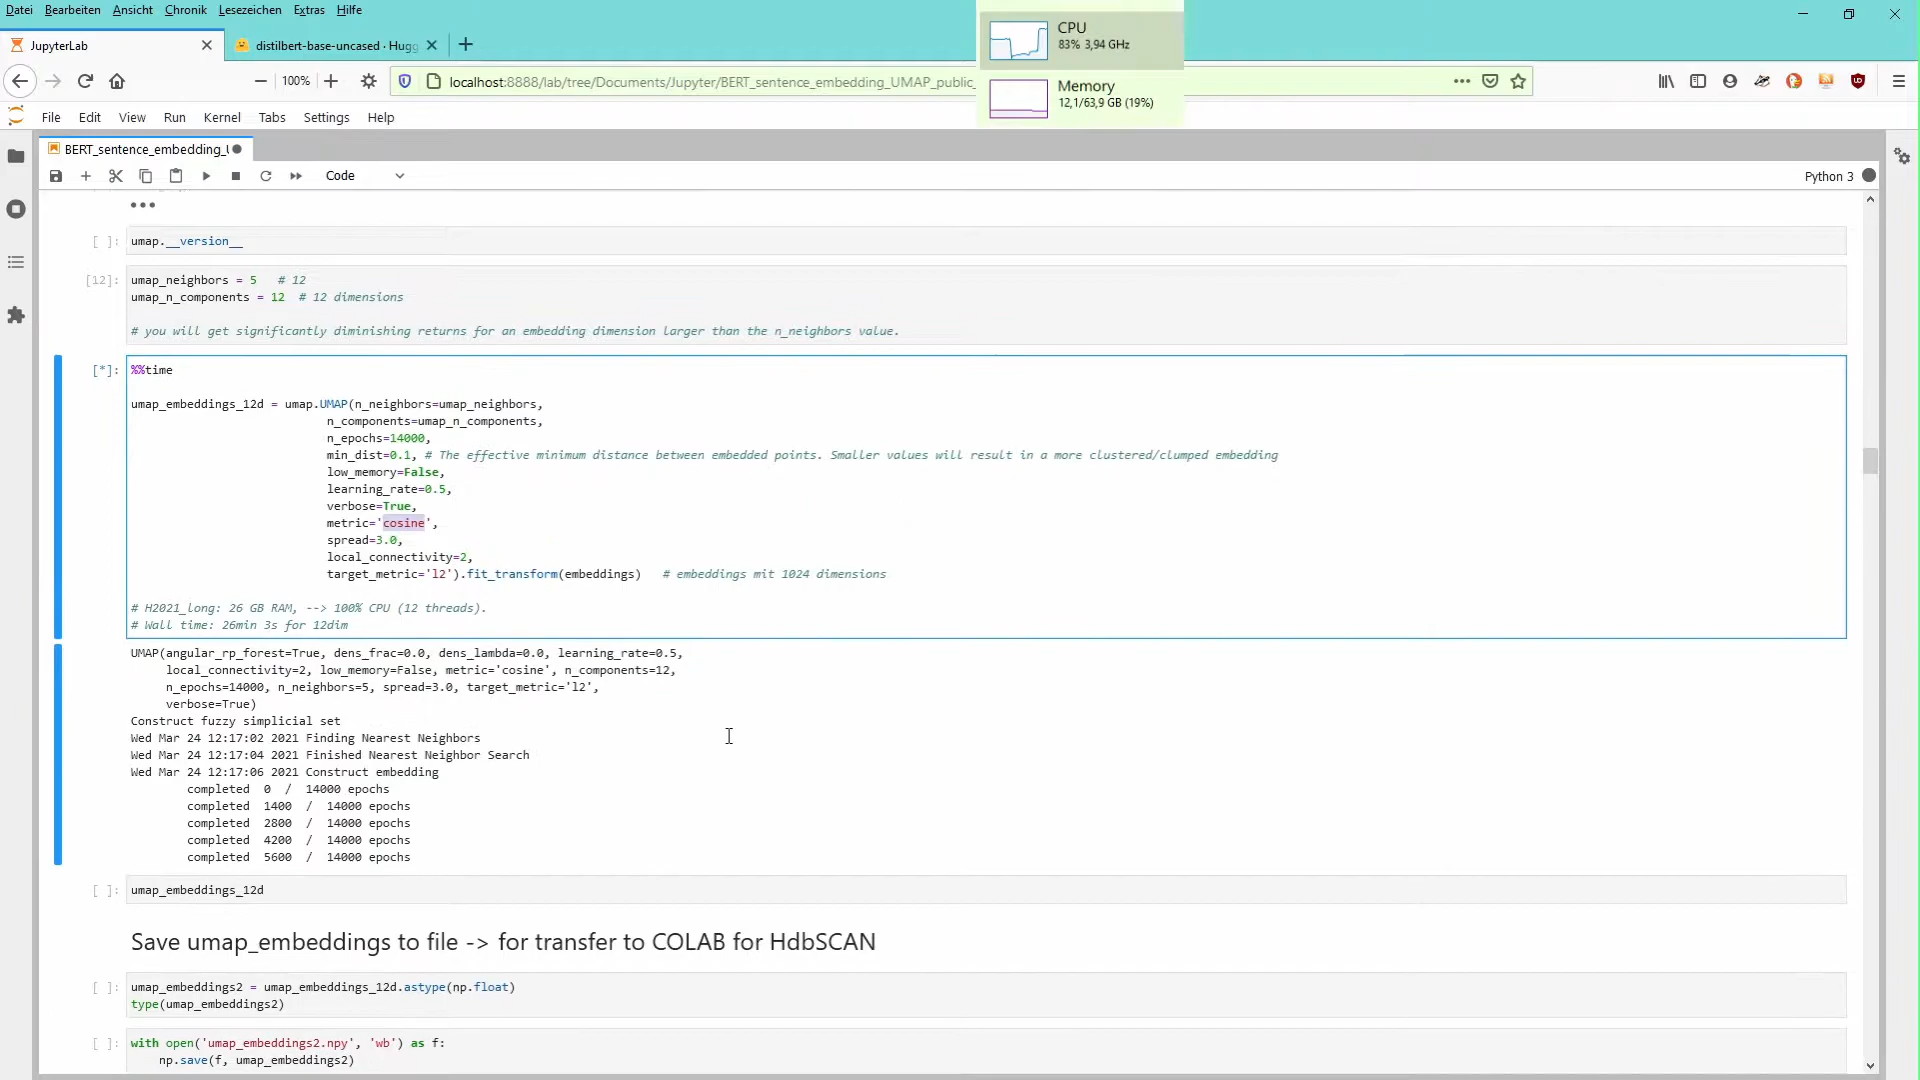 Datei Bearbeiten Ansicht Chronik Lesezeichen Extras Hilfe
CPU
83% 3,94 GHz
JupyterLab
distilbert-base-uncased · Hugg
100%
localhost:8888/lab/tree/Documents/Jupyter/BERT_sentence_embedding_UMAP_public_
Memory
12,1/63,9 GB (19%)
File Edit View Run Kernel Tabs Settings Help
BERT_sentence_embedding_U
Code
Python 3
[ ]: umap.__version__
[12]: umap_neighbors = 5   # 12
umap_n_components = 12  # 12 dimensions
# you will get significantly diminishing returns for an embedding dimension larger than the n_neighbors value.
[*]: %%time
umap_embeddings_12d = umap.UMAP(n_neighbors=umap_neighbors,
n_components=umap_n_components,
n_epochs=14000,
min_dist=0.1, # The effective minimum distance between embedded points. Smaller values will result in a more clustered/clumped embedding
low_memory=False,
learning_rate=0.5,
verbose=True,
metric='cosine',
spread=3.0,
local_connectivity=2,
target_metric='l2').fit_transform(embeddings)   # embeddings mit 1024 dimensions
# H2021_long: 26 GB RAM, --> 100% CPU (12 threads).
# Wall time: 26min 3s for 12dim
UMAP(angular_rp_forest=True, dens_frac=0.0, dens_lambda=0.0, learning_rate=0.5,
local_connectivity=2, low_memory=False, metric='cosine', n_components=12,
n_epochs=14000, n_neighbors=5, spread=3.0, target_metric='l2',
verbose=True)
Construct fuzzy simplicial set
Wed Mar 24 12:17:02 2021 Finding Nearest Neighbors
Wed Mar 24 12:17:04 2021 Finished Nearest Neighbor Search
Wed Mar 24 12:17:06 2021 Construct embedding
completed  0  /  14000 epochs
completed  1400  /  14000 epochs
completed  2800  /  14000 epochs
completed  4200  /  14000 epochs
completed  5600  /  14000 epochs
[ ]: umap_embeddings_12d
Save umap_embeddings to file -> for transfer to COLAB for HdbSCAN
[ ]: umap_embeddings2 = umap_embeddings_12d.astype(np.float)
type(umap_embeddings2)
[ ]: with open('umap_embeddings2.npy', 'wb') as f:
np.save(f, umap_embeddings2)